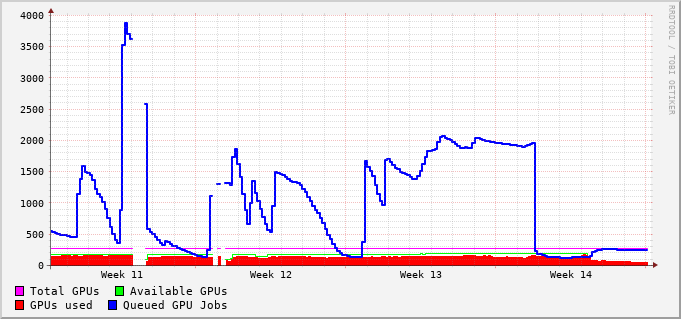 RRDTOOL / TOBI OETIKER
4000
3500
3000
2500
2000
1500
1000
500
0
Week 11 Week 12 Week 13 Week 14
Total GPUs Available GPUs
GPUs used Queued GPU Jobs